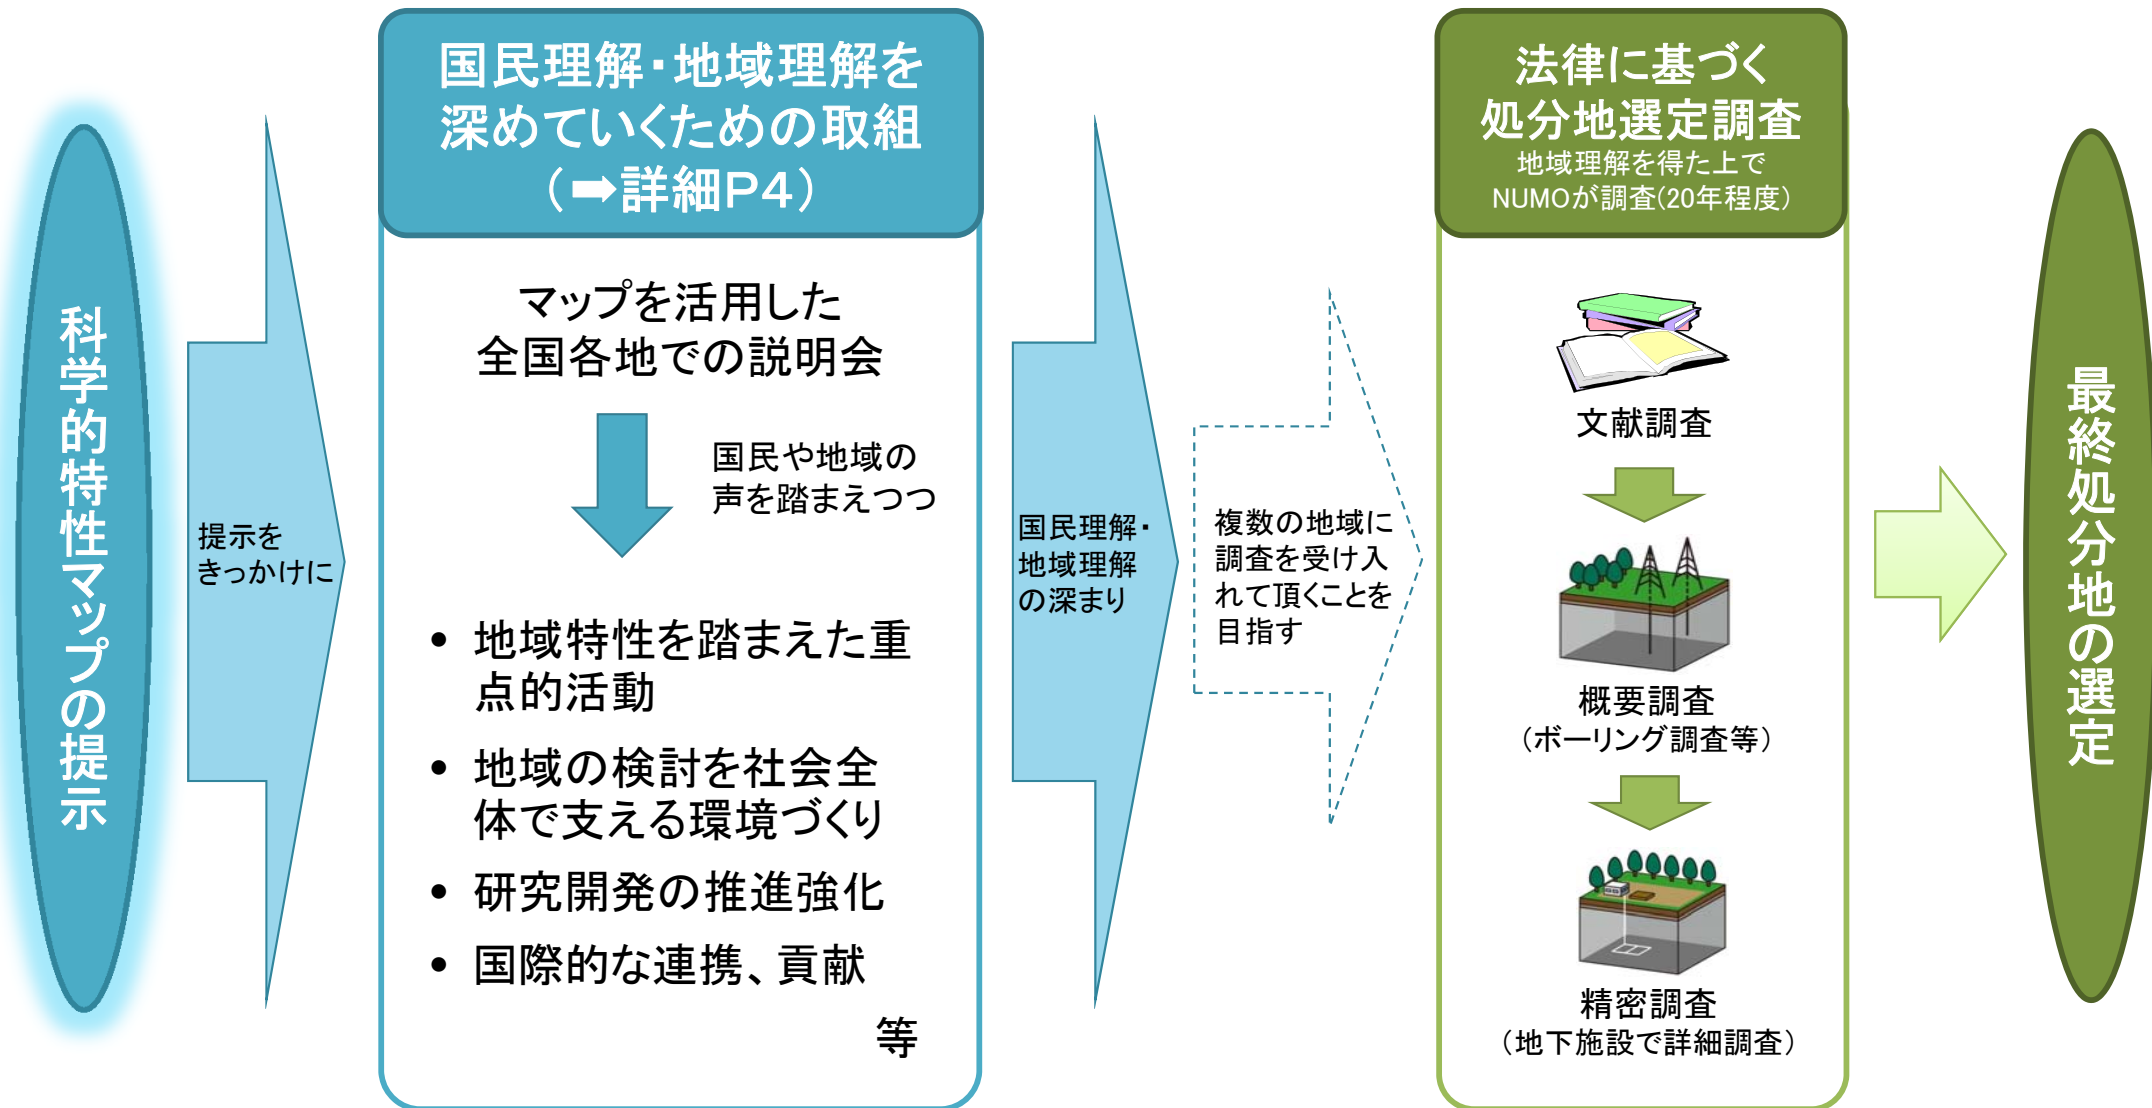 科学的特性マップの提示
提示を
きっかけに
国民理解・地域理解を
深めていくための取組
（➡詳細P4）
マップを活用した
全国各地での説明会
国民や地域の
声を踏まえつつ
• 地域特性を踏まえた重
点的活動
• 地域の検討を社会全
体で支える環境づくり
• 研究開発の推進強化
• 国際的な連携、貢献
等
国民理解・
地域理解
の深まり
複数の地域に
調査を受け入
れて頂くことを
目指す
法律に基づく
処分地選定調査
地域理解を得た上で
NUMOが調査(20年程度)
文献調査
概要調査
（ボーリング調査等）
精密調査
（地下施設で詳細調査）
最終処分地の選定